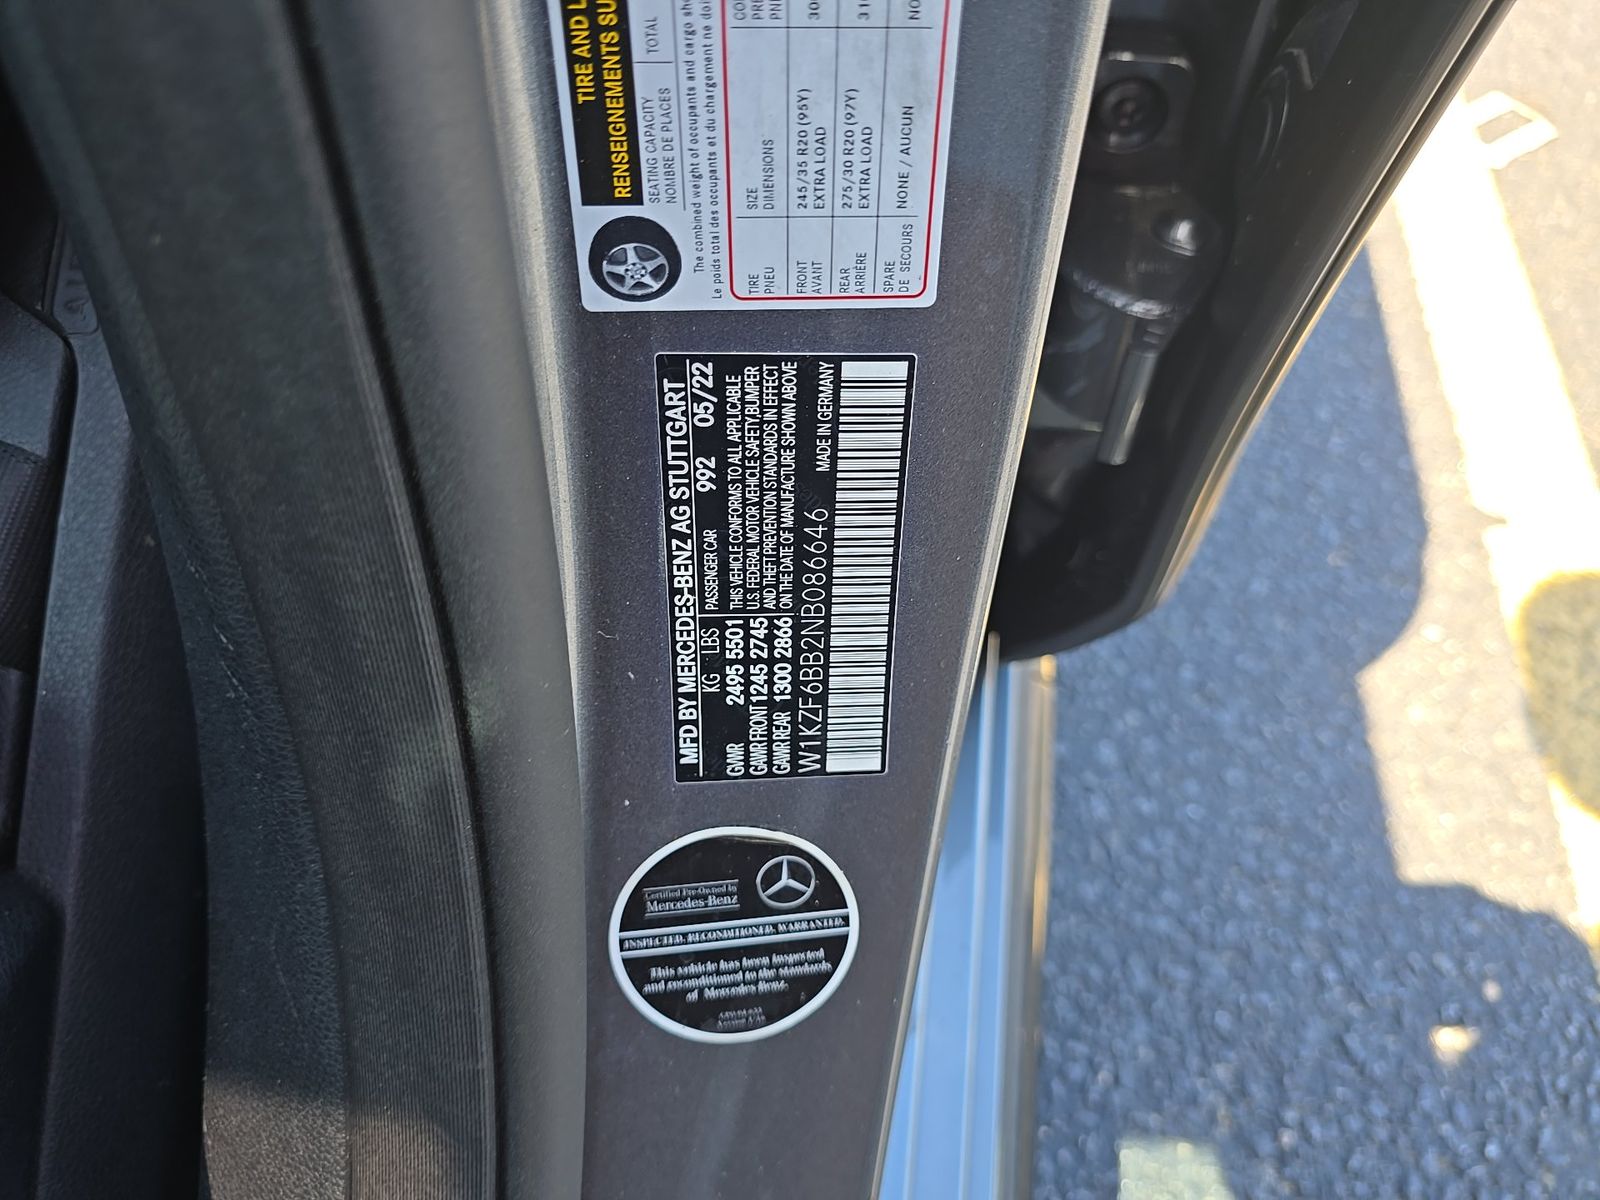 TIRE AND L
RENSEIGNEMENTS SU
SEATING CAPACITY
NOMBRE DE PLACES
TOTAL
The combined weight of occupants and cargo sh
Le poids total des occupants et du chargement ne doi
TIRE
PNEU
SIZE
DIMENSIONS
CO
PRE
PNE
FRONT
AVANT
245/35 R20 (95Y)
EXTRA LOAD
30
REAR
ARRIÈRE
275/30 R20 (97Y)
EXTRA LOAD
31
SPARE
DE SECOURS
NONE / AUCUN
NO
MFD BY MERCEDES-BENZ AG STUTTGART
KG LBS PASSENGER CAR 992 05/22
GVWR 2495 5501 THIS VEHICLE CONFORMS TO ALL APPLICABLE
GAWR FRONT 1245 2745 U.S. FEDERAL MOTOR VEHICLE SAFETY,BUMPER
GAWR REAR 1300 2866 AND THEFT PREVENTION STANDARDS IN EFFECT
ON THE DATE OF MANUFACTURE SHOWN ABOVE
W1KZF6BB2NB086646 MADE IN GERMANY
Certified Pre-Owned by
Mercedes-Benz
INSPECTED. RECONDITIONED. WARRANTED.
This vehicle has been inspected
and reconditioned to the standards
of Mercedes-Benz.